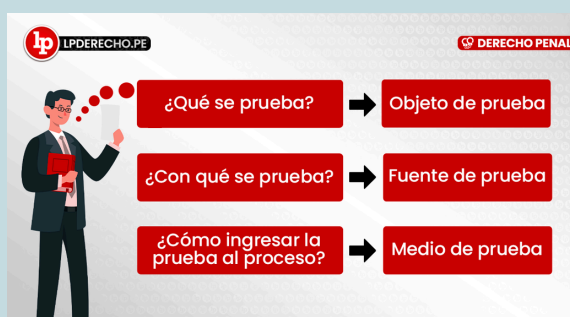 lp LPDERECHO.PE
DERECHO PENAL
¿Qué se prueba?
Objeto de prueba
¿Con qué se prueba?
Fuente de prueba
¿Cómo ingresar la
prueba al proceso?
Medio de prueba